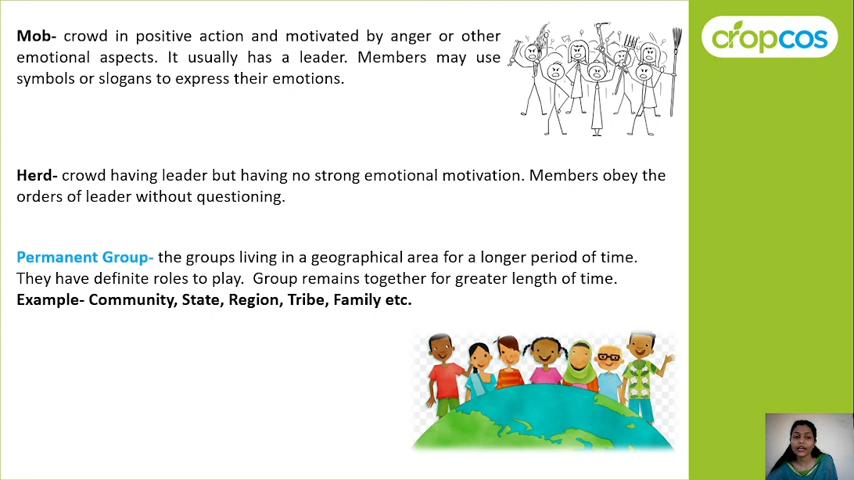 Mob- crowd in positive action and motivated by anger or other
emotional aspects. It usually has a leader. Members may use
symbols or slogans to express their emotions.
cropcos
Herd- crowd having leader but having no strong emotional motivation. Members obey the
orders of leader without questioning.
Permanent Group- the groups living in a geographical area for a longer period of time.
They have definite roles to play. Group remains together for greater length of time.
Example- Community, State, Region, Tribe, Family etc.